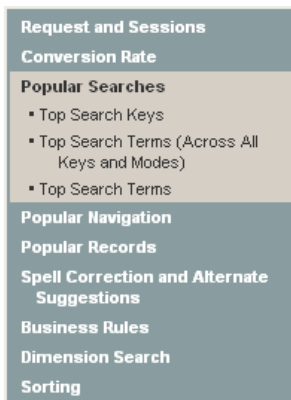 Request and Sessions
Conversion Rate
Popular Searches
▪ Top Search Keys
▪ Top Search Terms (Across All
Keys and Modes)
▪ Top Search Terms
Popular Navigation
Popular Records
Spell Correction and Alternate
Suggestions
Business Rules
Dimension Search
Sorting